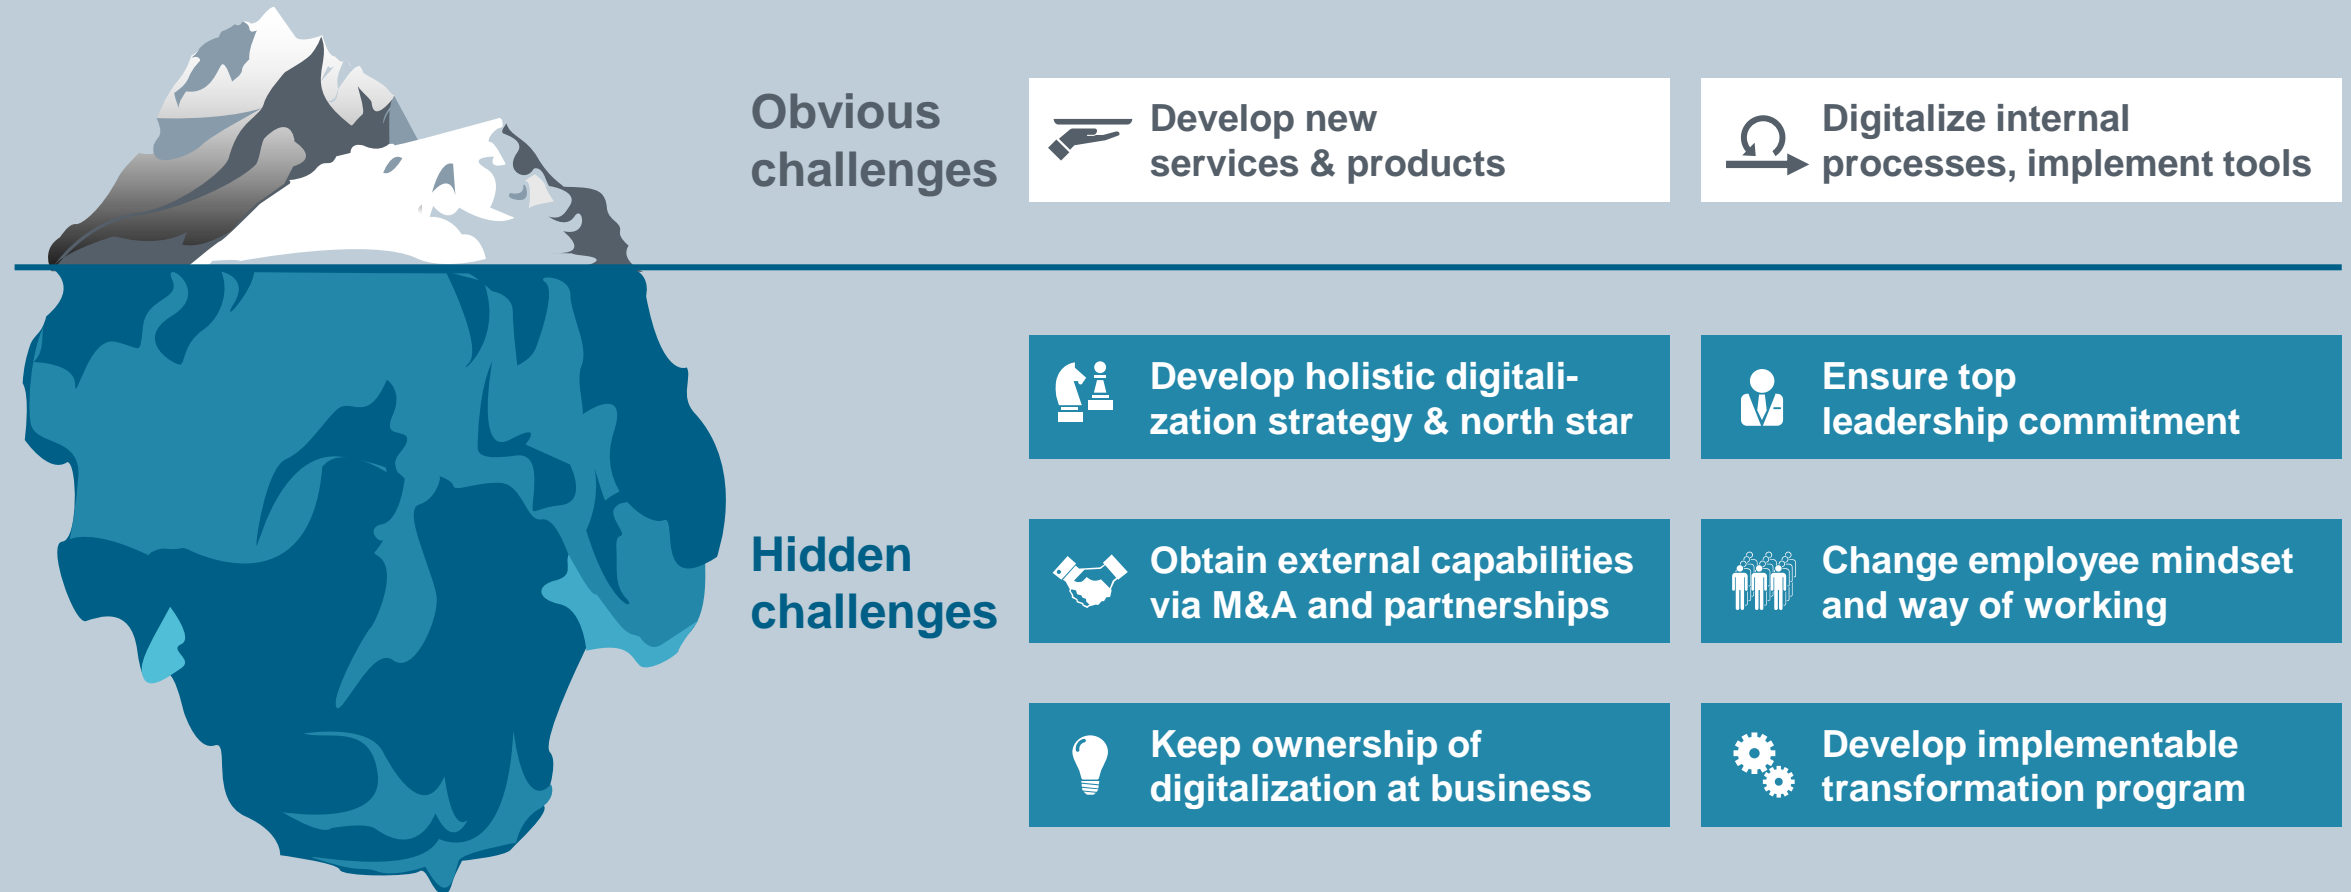 Obvious
challenges
Develop new
services & products
Digitalize internal
processes, implement tools
Hidden
challenges
Develop holistic digitali-
zation strategy & north star
Ensure top
leadership commitment
Obtain external capabilities
via M&A and partnerships
Change employee mindset
and way of working
Keep ownership of
digitalization at business
Develop implementable
transformation program